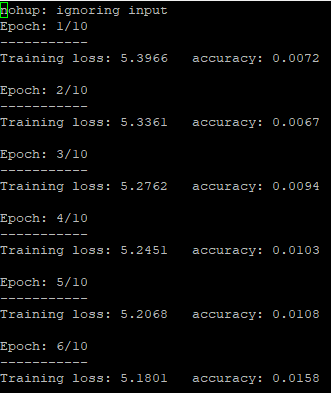 nohup: ignoring input
Epoch: 1/10
-----------
Training loss: 5.3966   accuracy: 0.0072
Epoch: 2/10
-----------
Training loss: 5.3361   accuracy: 0.0067
Epoch: 3/10
-----------
Training loss: 5.2762   accuracy: 0.0094
Epoch: 4/10
-----------
Training loss: 5.2451   accuracy: 0.0103
Epoch: 5/10
-----------
Training loss: 5.2068   accuracy: 0.0108
Epoch: 6/10
-----------
Training loss: 5.1801   accuracy: 0.0158